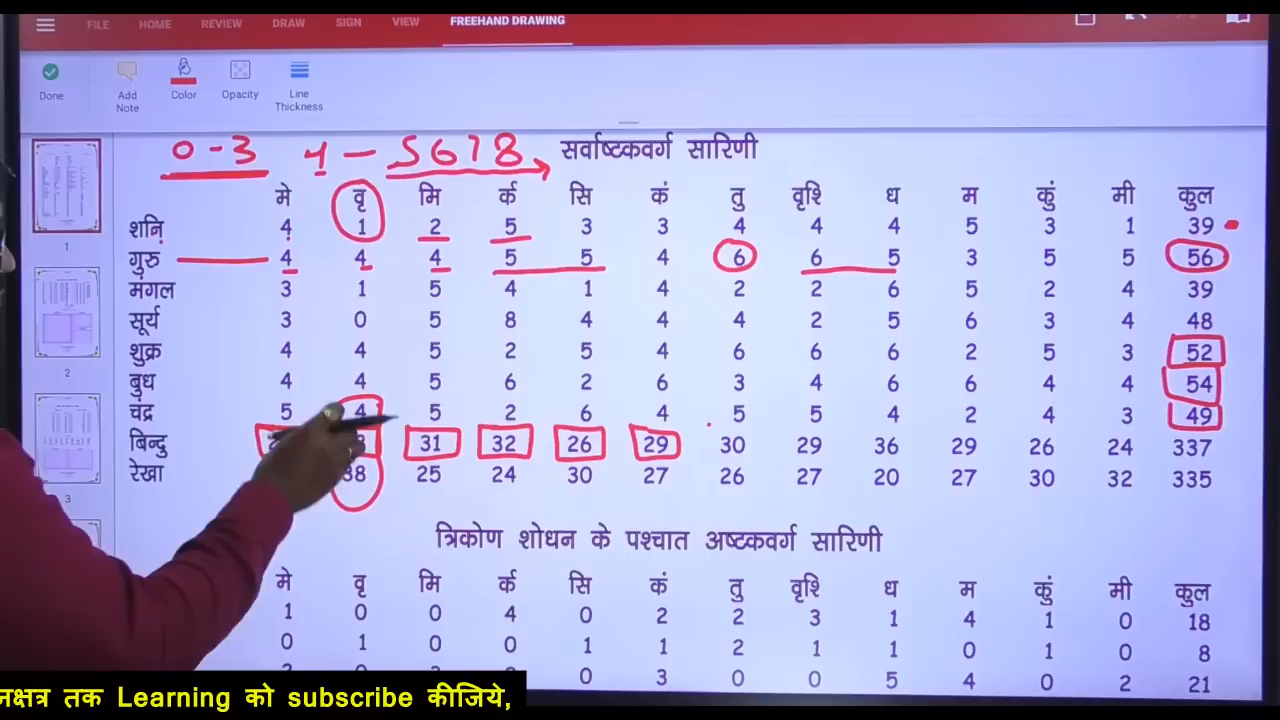 FILE HOME REVIEW DRAW SIGN VIEW FREEHAND DRAWING
Done Add Note Color Opacity Line Thickness
0-3 4-5678 सर्वाष्टकवर्ग सारिणी
मे वृ मि र्क सि कं तु वृशि ध म कुं मी कुल
शनि 4 1 2 5 3 3 4 4 4 5 3 1 39
गुरु 4 4 4 5 5 4 6 6 5 3 5 5 56
मंगल 3 1 5 4 1 4 2 2 6 5 2 4 39
सूर्य 3 0 5 8 4 4 4 2 5 6 3 4 48
शुक्र 4 4 5 2 5 4 6 6 6 2 5 3 52
बुध 4 4 5 6 2 6 3 4 6 6 4 4 54
चंद्र 5 4 5 2 6 4 5 5 4 2 4 3 49
बिन्दु 31 32 26 29 30 29 36 29 26 24 337
रेखा 38 25 24 30 27 26 27 20 27 30 32 335
त्रिकोण शोधन के पश्चात अष्टकवर्ग सारिणी
मे वृ मि र्क सि कं तु वृशि ध म कुं मी कुल
1 0 0 4 0 2 2 3 1 4 1 0 18
0 1 0 0 1 1 2 1 1 0 1 0 8
0 3 0 0 5 4 0 2 21
1
2
3
नक्षत्र तक Learning को subscribe कीजिये,